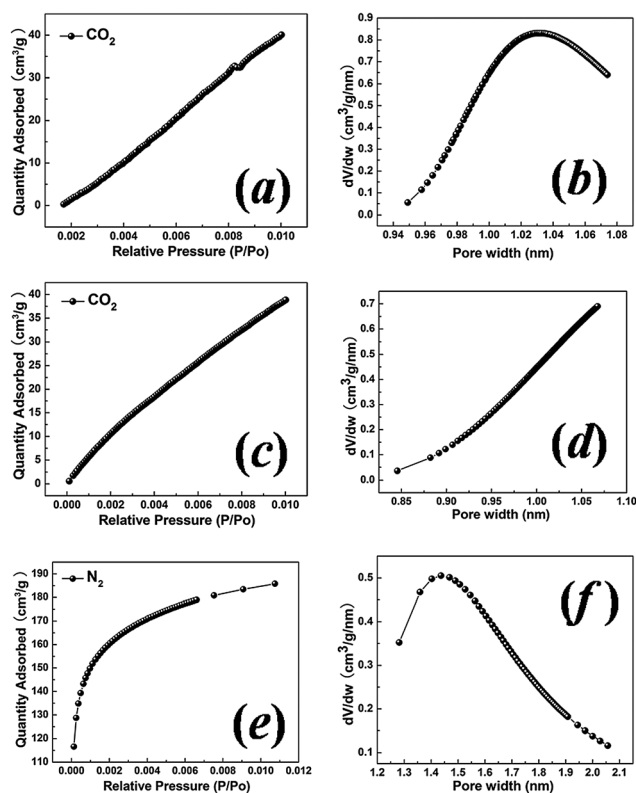 40
30
20
10
0
Quantity Adsorbed (cm³/g)
CO₂
(a)
0.002 0.004 0.006 0.008 0.010
Relative Pressure (P/Po)
0.9
0.8
0.7
0.6
0.5
0.4
0.3
0.2
0.1
0.0
dV/dw (cm³/g/nm)
(b)
0.94 0.96 0.98 1.00 1.02 1.04 1.06 1.08
Pore width (nm)
40
35
30
25
20
15
10
5
0
Quantity Adsorbed (cm³/g)
CO₂
(c)
0.000 0.002 0.004 0.006 0.008 0.010
Relative Pressure (P/Po)
0.7
0.6
0.5
0.4
0.3
0.2
0.1
0.0
dV/dw (cm³/g/nm)
(d)
0.85 0.90 0.95 1.00 1.05 1.10
Pore width (nm)
190
180
170
160
150
140
130
120
110
Quantity Adsorbed (cm³/g)
N₂
(e)
0.000 0.002 0.004 0.006 0.008 0.010 0.012
Relative Pressure (P/Po)
0.5
0.4
0.3
0.2
0.1
dV/dw (cm³/g/nm)
(f)
1.2 1.3 1.4 1.5 1.6 1.7 1.8 1.9 2.0 2.1
Pore width (nm)